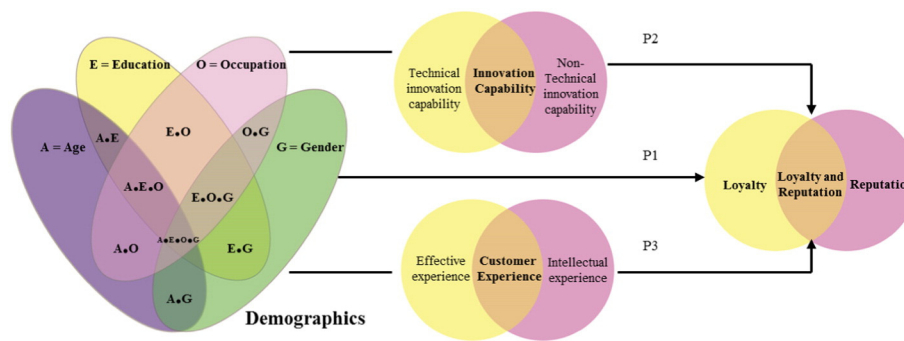 E = Education
O = Occupation
A = Age
G = Gender
A●E
E●O
O●G
A●E●O
E●O●G
A●E●O●G
A●O
E●G
A●G
Demographics
Technical
innovation
capability
Innovation
Capability
Non-
Technical
innovation
capability
P2
P1
P3
Effective
experience
Customer
Experience
Intellectual
experience
Loyalty
Loyalty and
Reputation
Reputation